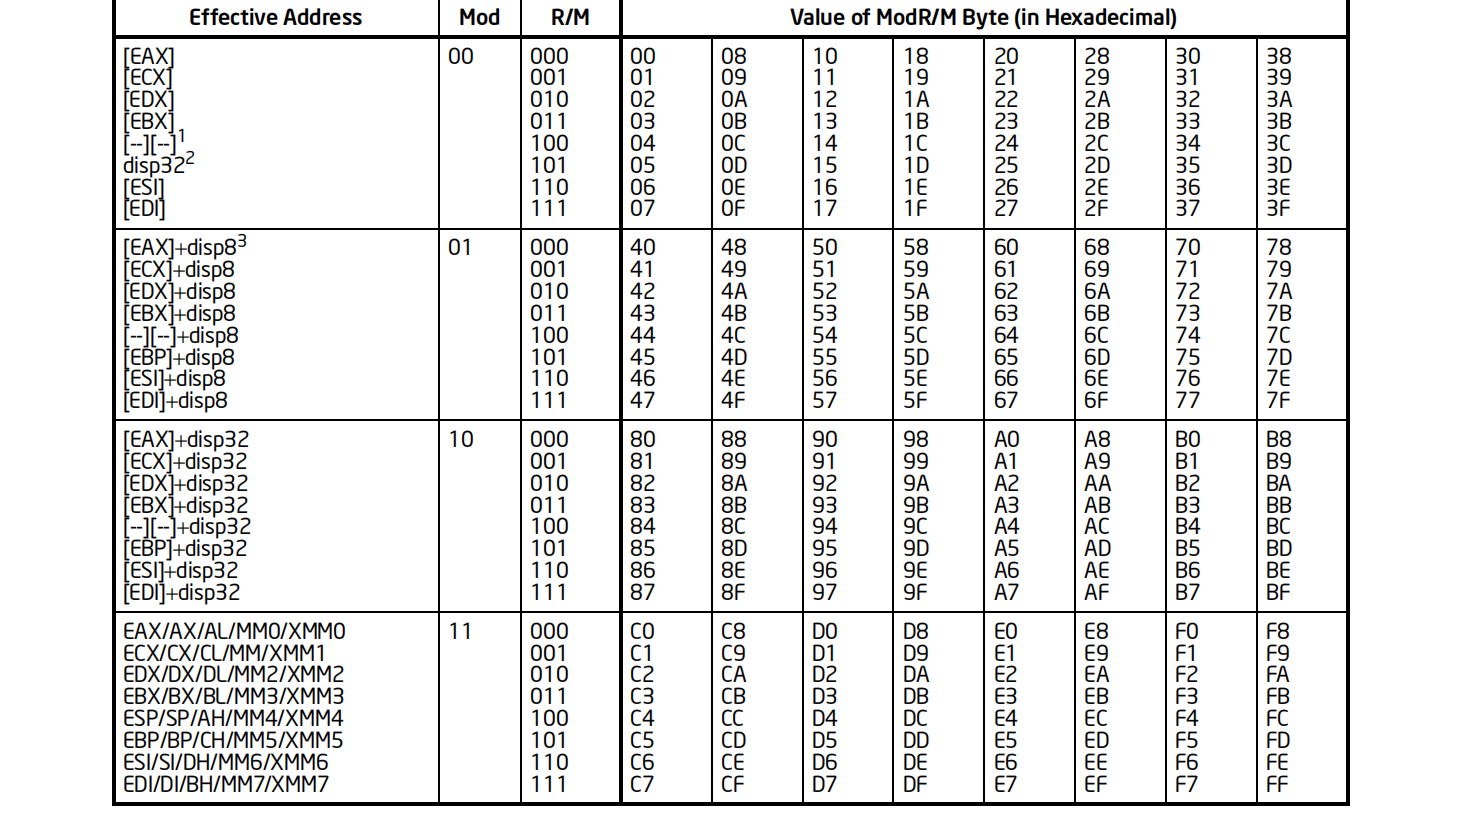 Effective Address Mod R/M Value of ModR/M Byte (in Hexadecimal)
[EAX] 00 000 00 08 10 18 20 28 30 38
[ECX] 001 01 09 11 19 21 29 31 39
[EDX] 010 02 0A 12 1A 22 2A 32 3A
[EBX] 011 03 0B 13 1B 23 2B 33 3B
[--][--]1 100 04 0C 14 1C 24 2C 34 3C
disp322 101 05 0D 15 1D 25 2D 35 3D
[ESI] 110 06 0E 16 1E 26 2E 36 3E
[EDI] 111 07 0F 17 1F 27 2F 37 3F
[EAX]+disp83 01 000 40 48 50 58 60 68 70 78
[ECX]+disp8 001 41 49 51 59 61 69 71 79
[EDX]+disp8 010 42 4A 52 5A 62 6A 72 7A
[EBX]+disp8 011 43 4B 53 5B 63 6B 73 7B
[--][--]+disp8 100 44 4C 54 5C 64 6C 74 7C
[EBP]+disp8 101 45 4D 55 5D 65 6D 75 7D
[ESI]+disp8 110 46 4E 56 5E 66 6E 76 7E
[EDI]+disp8 111 47 4F 57 5F 67 6F 77 7F
[EAX]+disp32 10 000 80 88 90 98 A0 A8 B0 B8
[ECX]+disp32 001 81 89 91 99 A1 A9 B1 B9
[EDX]+disp32 010 82 8A 92 9A A2 AA B2 BA
[EBX]+disp32 011 83 8B 93 9B A3 AB B3 BB
[--][--]+disp32 100 84 8C 94 9C A4 AC B4 BC
[EBP]+disp32 101 85 8D 95 9D A5 AD B5 BD
[ESI]+disp32 110 86 8E 96 9E A6 AE B6 BE
[EDI]+disp32 111 87 8F 97 9F A7 AF B7 BF
EAX/AX/AL/MM0/XMM0 11 000 C0 C8 D0 D8 E0 E8 F0 F8
ECX/CX/CL/MM/XMM1 001 C1 C9 D1 D9 E1 E9 F1 F9
EDX/DX/DL/MM2/XMM2 010 C2 CA D2 DA E2 EA F2 FA
EBX/BX/BL/MM3/XMM3 011 C3 CB D3 DB E3 EB F3 FB
ESP/SP/AH/MM4/XMM4 100 C4 CC D4 DC E4 EC F4 FC
EBP/BP/CH/MM5/XMM5 101 C5 CD D5 DD E5 ED F5 FD
ESI/SI/DH/MM6/XMM6 110 C6 CE D6 DE E6 EE F6 FE
EDI/DI/BH/MM7/XMM7 111 C7 CF D7 DF E7 EF F7 FF